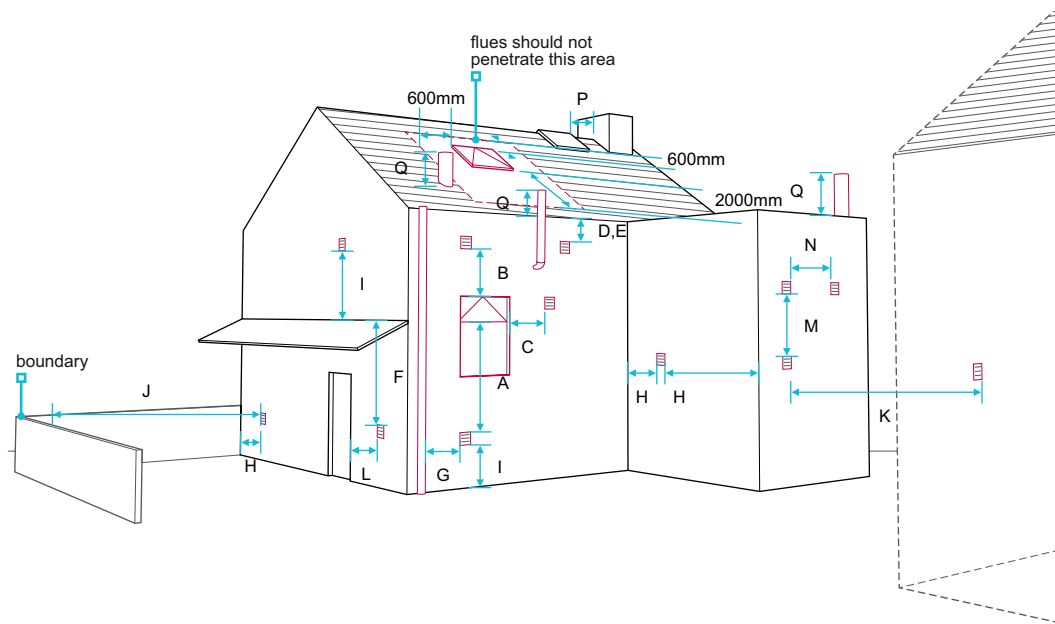 flues should not
penetrate this area
600mm
P
600mm
Q
Q
2000mm
Q
D,E
N
I
B
M
C
boundary
J
F
A
H
H
K
H
L
G
I